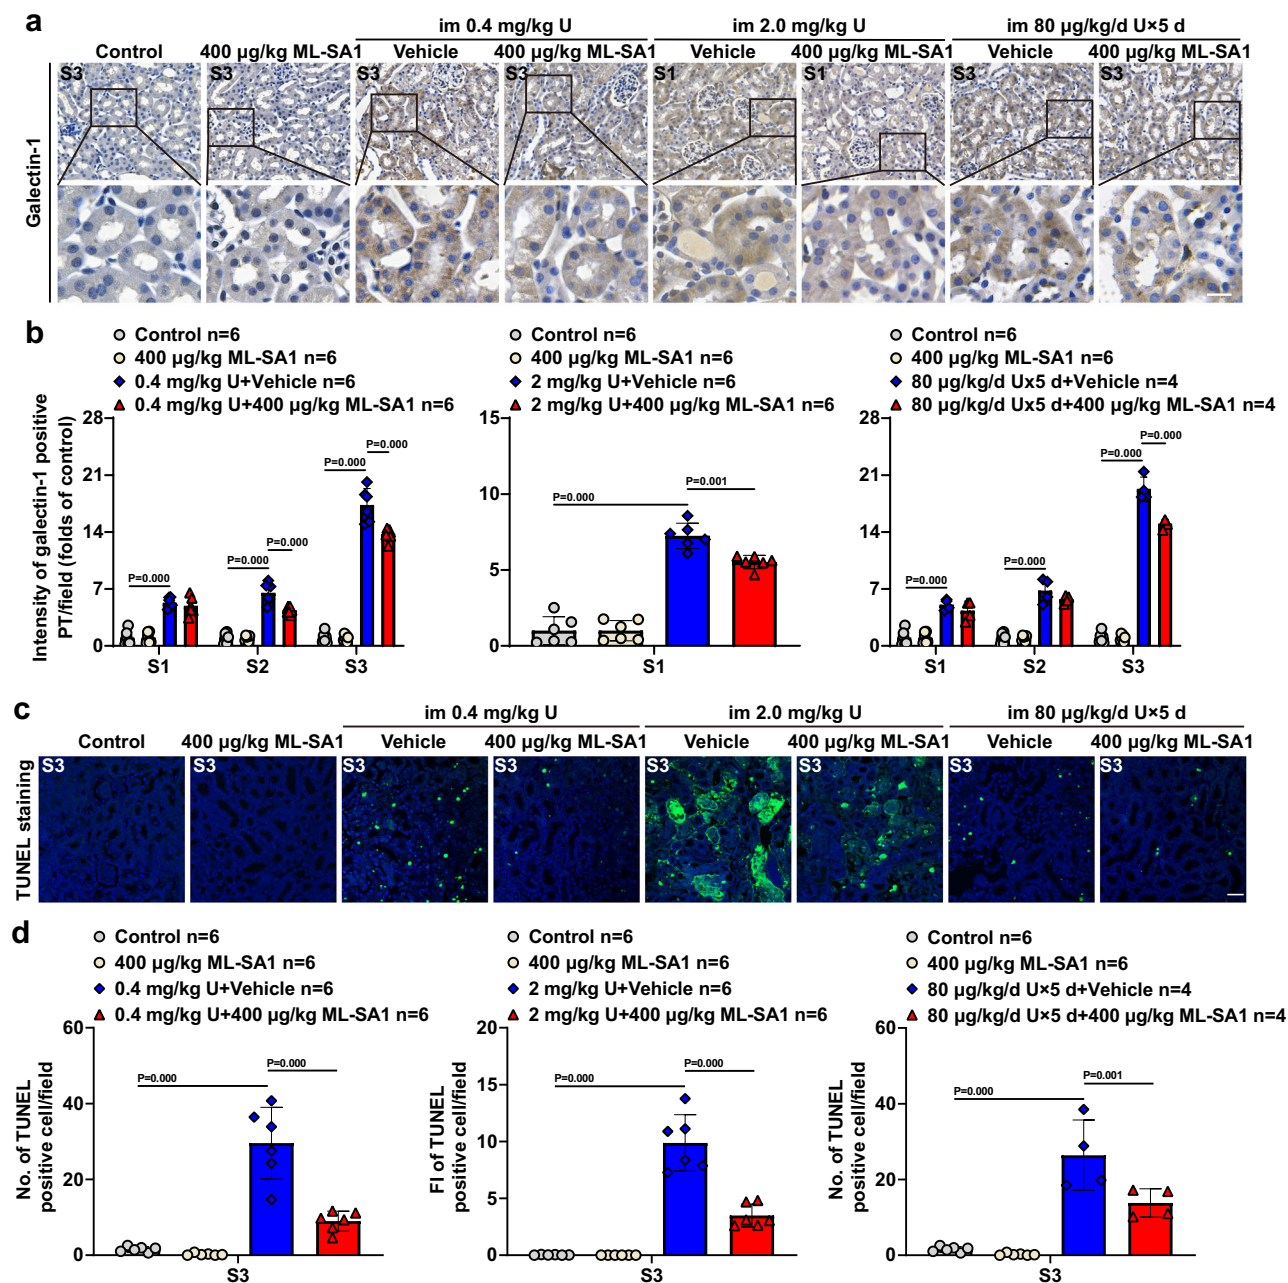 a
im 0.4 mg/kg U
im 2.0 mg/kg U
im 80 µg/kg/d U×5 d
Control
400 µg/kg ML-SA1
Vehicle
400 µg/kg ML-SA1
Vehicle
400 µg/kg ML-SA1
Vehicle
400 µg/kg ML-SA1
Galectin-1
S3
S3
S3
S3
S1
S1
S3
S3
b
Control n=6
400 µg/kg ML-SA1 n=6
0.4 mg/kg U+Vehicle n=6
0.4 mg/kg U+400 µg/kg ML-SA1 n=6
Intensity of galectin-1 positive
PT/field (folds of control)
28
21
14
7
0
P=0.000
P=0.000
P=0.000
P=0.000
P=0.000
S1
S2
S3
Control n=6
400 µg/kg ML-SA1 n=6
2 mg/kg U+Vehicle n=6
2 mg/kg U+400 µg/kg ML-SA1 n=6
15
10
5
0
P=0.000
P=0.001
S1
Control n=6
400 µg/kg ML-SA1 n=6
80 µg/kg/d Ux5 d+Vehicle n=4
80 µg/kg/d Ux5 d+400 µg/kg ML-SA1 n=4
28
21
14
7
0
P=0.000
P=0.000
P=0.000
P=0.000
S1
S2
S3
c
im 0.4 mg/kg U
im 2.0 mg/kg U
im 80 µg/kg/d U×5 d
Control
400 µg/kg ML-SA1
Vehicle
400 µg/kg ML-SA1
Vehicle
400 µg/kg ML-SA1
Vehicle
400 µg/kg ML-SA1
TUNEL staining
S3
S3
S3
S3
S3
S3
S3
S3
d
Control n=6
400 µg/kg ML-SA1 n=6
0.4 mg/kg U+Vehicle n=6
0.4 mg/kg U+400 µg/kg ML-SA1 n=6
No. of TUNEL
positive cell/field
60
40
20
0
P=0.000
P=0.000
S3
Control n=6
400 µg/kg ML-SA1 n=6
2 mg/kg U+Vehicle n=6
2 mg/kg U+400 µg/kg ML-SA1 n=6
FI of TUNEL
positive cell/field
20
15
10
5
0
P=0.000
P=0.000
S3
Control n=6
400 µg/kg ML-SA1 n=6
80 µg/kg/d U×5 d+Vehicle n=4
80 µg/kg/d U×5 d+400 µg/kg ML-SA1 n=4
No. of TUNEL
positive cell/field
60
40
20
0
P=0.000
P=0.001
S3